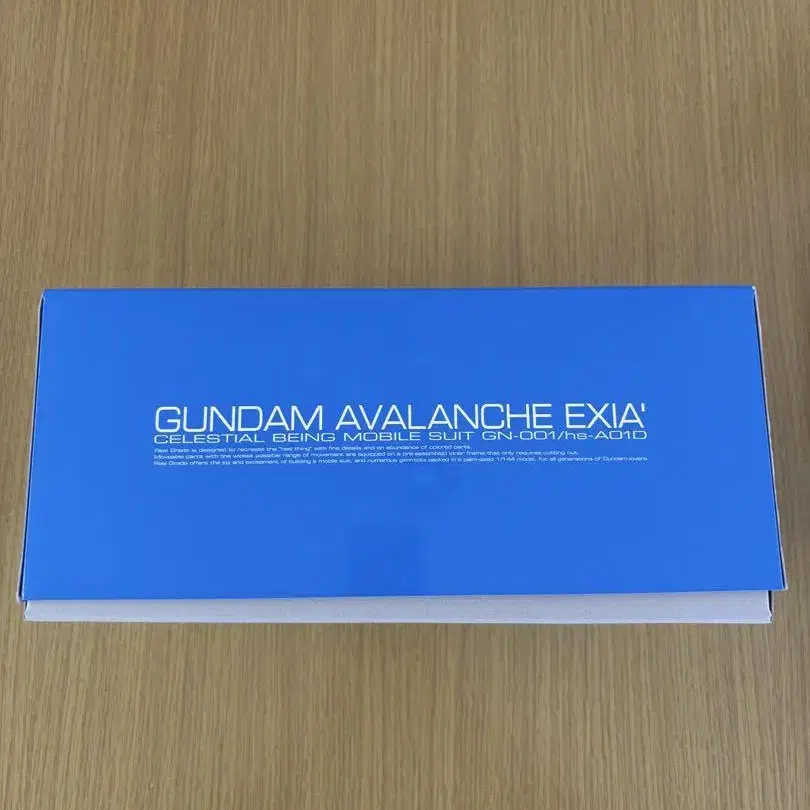 GUNDAM AVALANCHE EXIA'
CELESTIAL BEING MOBILE SUIT GN-001/hs-A01D
Real Grade is designed to recreate the "real thing" with fine details and an abundance of colored parts.
Moveable parts with the widest possible range of movement are equipped on a pre-assembled inner frame that only requires cutting out.
Real Grade offers the joy and excitement of building a mobile suit, and numerous gimmicks packed in a palm-sized 1/144 model, for all generations of Gundam-lovers.